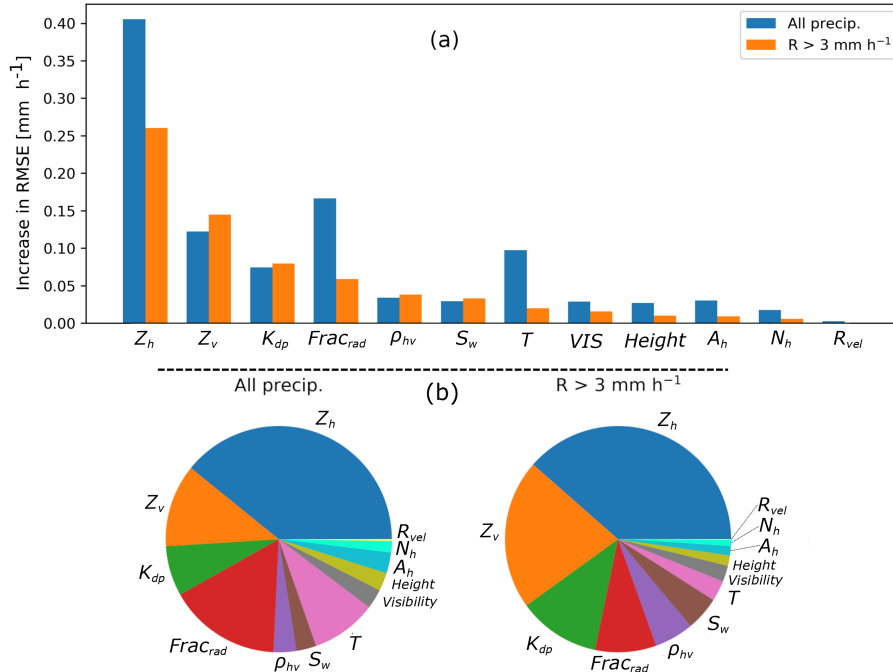 (a)
All precip.
R > 3 mm h⁻¹
Increase in RMSE [mm h⁻¹]
0.40
0.35
0.30
0.25
0.20
0.15
0.10
0.05
0.00
Z_h Z_v K_dp Frac_rad ρ_hv S_w T VIS Height A_h N_h R_vel
All precip. (b) R > 3 mm h⁻¹
Z_h
Z_v
K_dp
Frac_rad
ρ_hv
S_w
T
Visibility
Height
A_h
N_h
R_vel
Z_h
Z_v
K_dp
Frac_rad
ρ_hv
S_w
T
Visibility
Height
A_h
N_h
R_vel